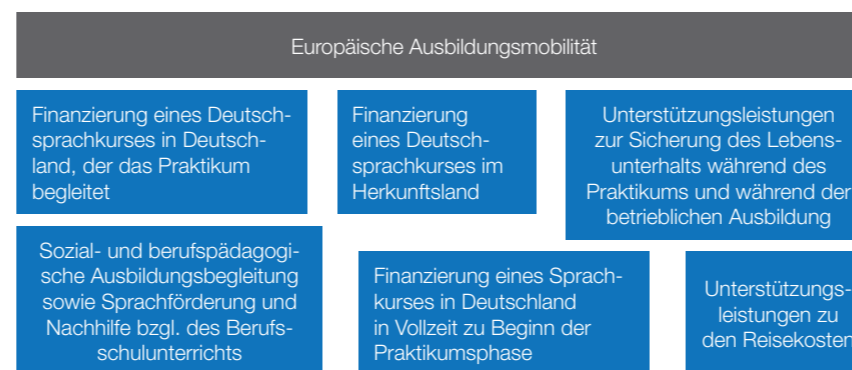 Europäische Ausbildungsmobilität
Finanzierung eines Deutsch-
sprachkurses in Deutsch-
land, der das Praktikum
begleitet
Finanzierung
eines Deutsch-
sprachkurses im
Herkunftsland
Unterstützungsleistungen
zur Sicherung des Lebens-
unterhalts während des
Praktikums und während der
betrieblichen Ausbildung
Sozial- und berufspädagogi-
sche Ausbildungsbegleitung
sowie Sprachförderung und
Nachhilfe bzgl. des Berufs-
schulunterrichts
Finanzierung eines Sprach-
kurses in Deutschland
in Vollzeit zu Beginn der
Praktikumsphase
Unterstützungs-
leistungen zu
den Reisekosten